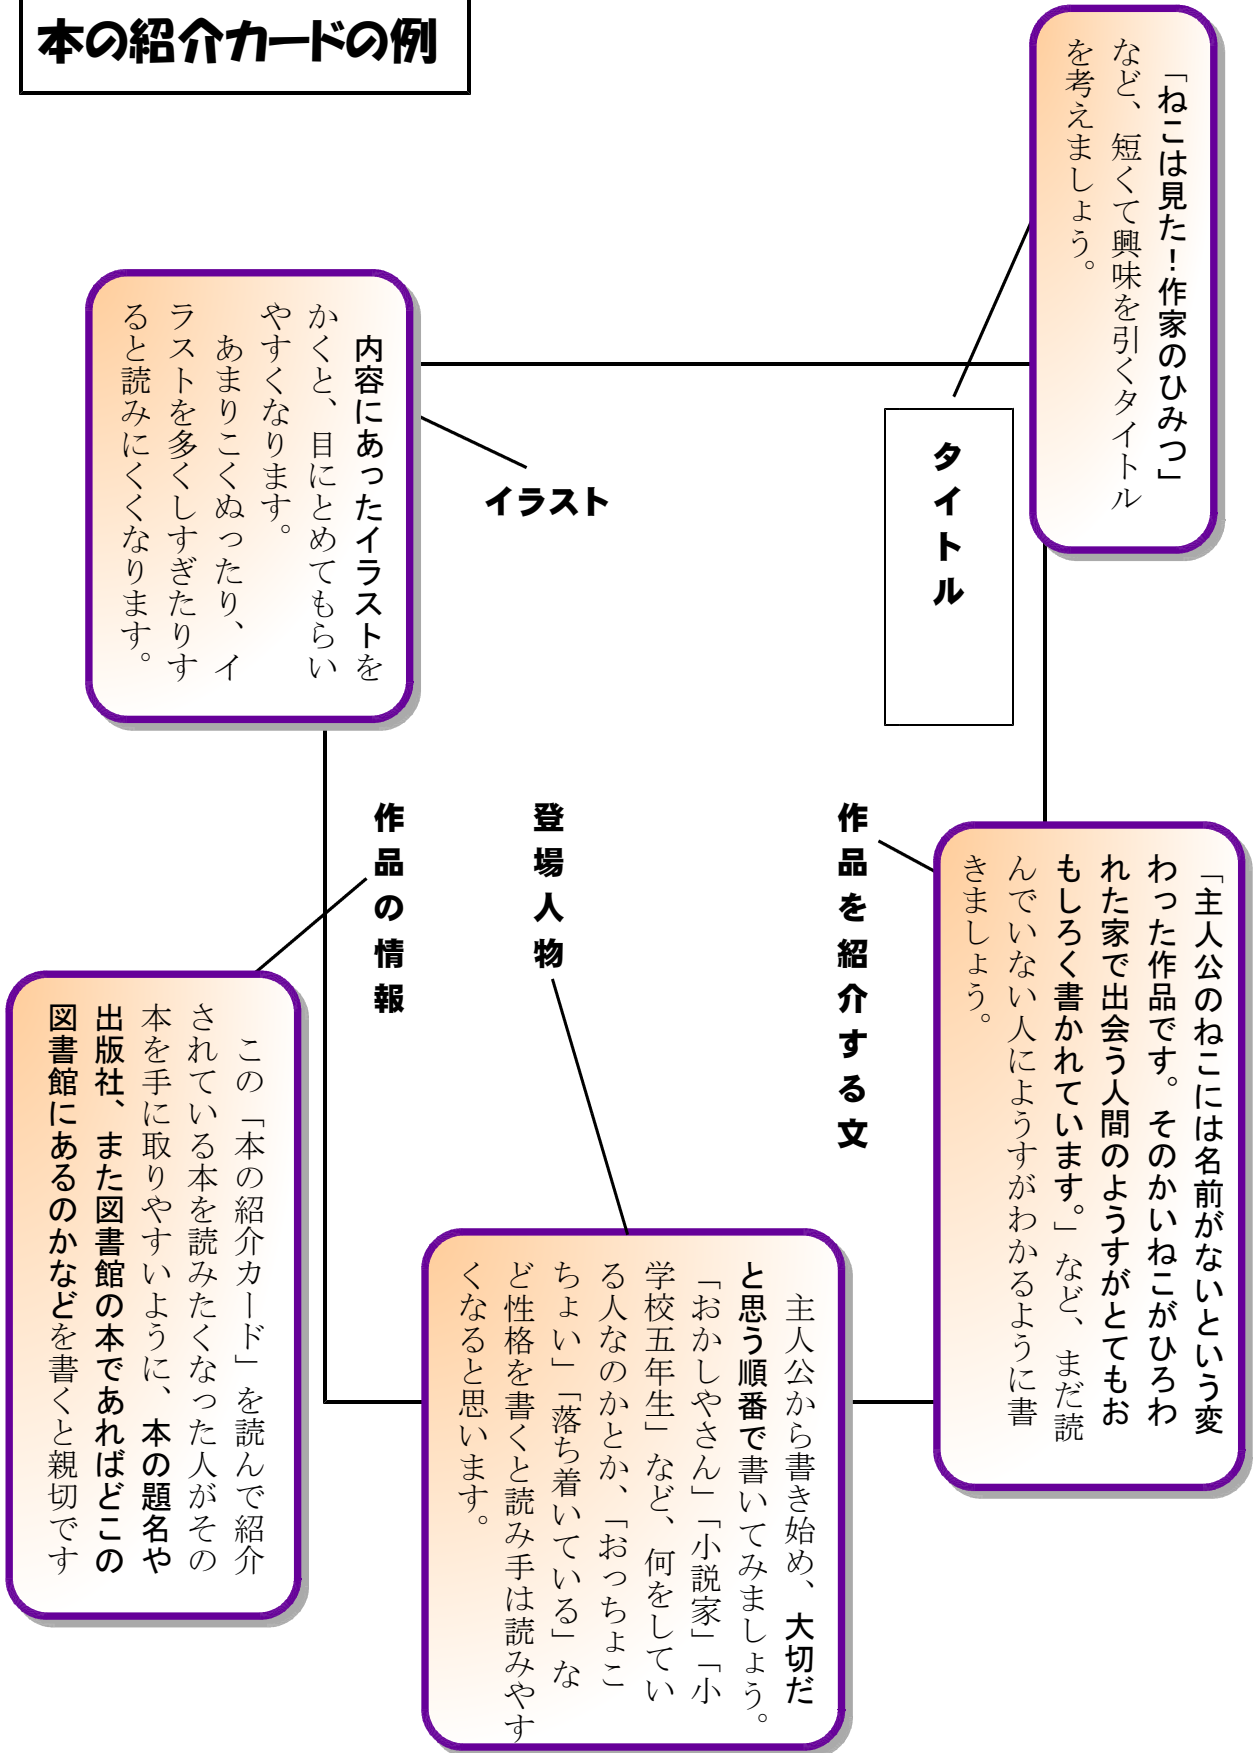 本の紹介カードの例
「ねこは見た！作家のひみつ」
など、短くて興味を引くタイトル
を考えましょう。
タイトル
内容にあったイラストを
かくと、目にとめてもらい
やすくなります。
あまりこくぬったり、イ
ラストを多くしすぎたりす
ると読みにくくなります。
イラスト
作品を紹介する文
「主人公のねこには名前がないという変
わった作品です。そのかいねこがひろわ
れた家で出会う人間のようすがとてもお
もしろく書かれています。」など、まだ読
んでいない人にようすがわかるように書
きましょう。
登場人物
主人公から書き始め、大切だ
と思う順番で書いてみましょう。
「おかしやさん」「小説家」「小
学校五年生」など、何をしてい
る人なのかとか、「おっちょこ
ちょい」「落ち着いている」な
ど性格を書くと読み手は読みやす
くなると思います。
作品の情報
この「本の紹介カード」を読んで紹介
されている本を読みたくなった人がその
本を手に取りやすいように、本の題名や
出版社、また図書館の本であればどこの
図書館にあるのかなどを書くと親切です